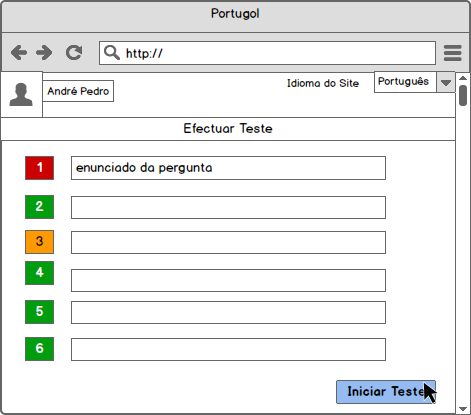 Portugol
http://
André Pedro
Idioma do Site
Português
Efectuar Teste
1
enunciado da pergunta
2
3
4
5
6
Iniciar Teste